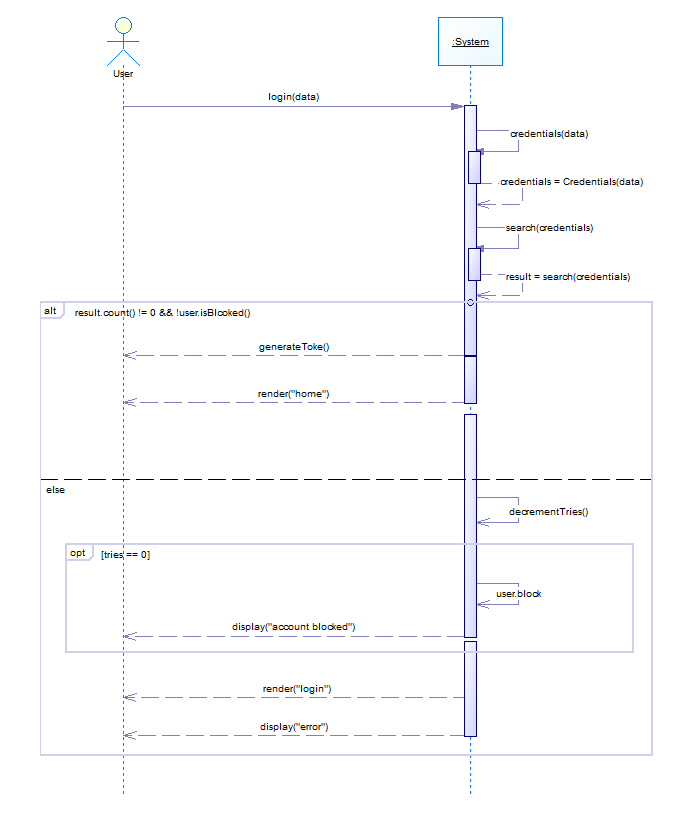 User
:System
login(data)
credentials(data)
credentials = Credentials(data)
search(credentials)
result = search(credentials)
alt
result.count() != 0 && !user.isBlooked()
generateToke()
render("home")
else
decrementTries()
opt
[tries == 0]
user.block
display("account blocked")
render("login")
display("error")